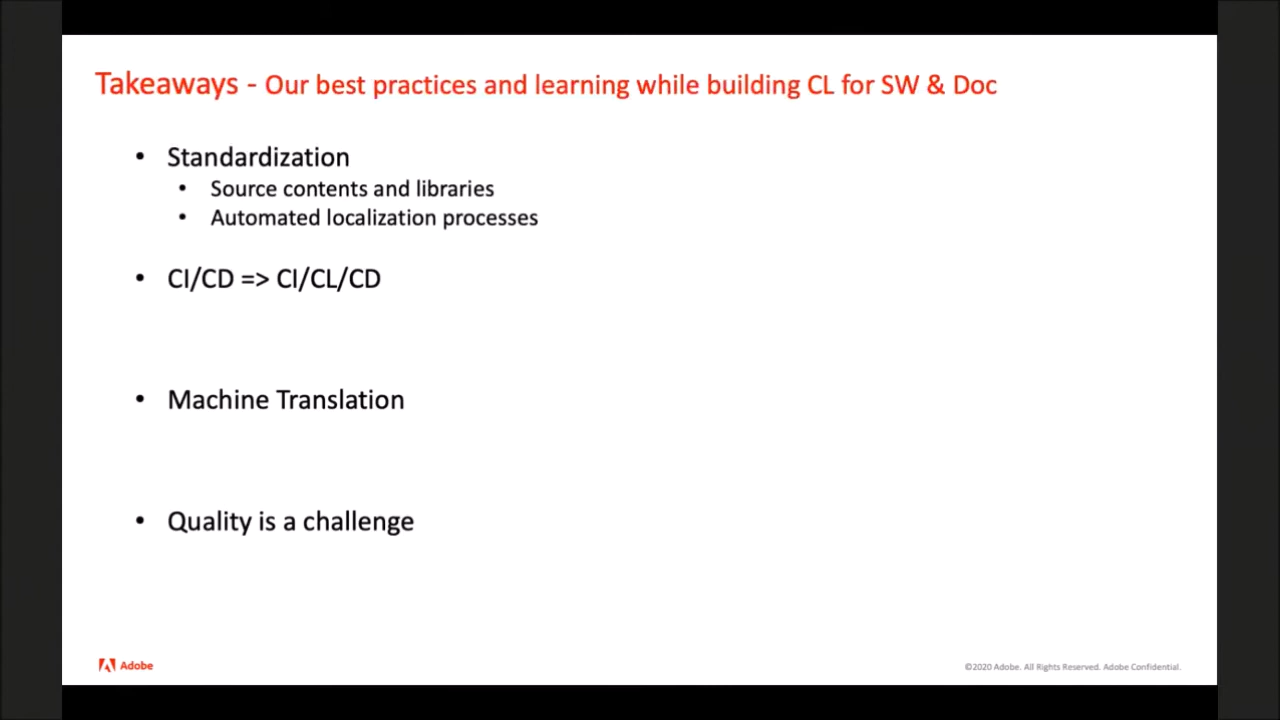 Takeaways - Our best practices and learning while building CL for SW & Doc
• Standardization
• Source contents and libraries
• Automated localization processes
• CI/CD => CI/CL/CD
• Machine Translation
• Quality is a challenge
Adobe
©2020 Adobe. All Rights Reserved. Adobe Confidential.